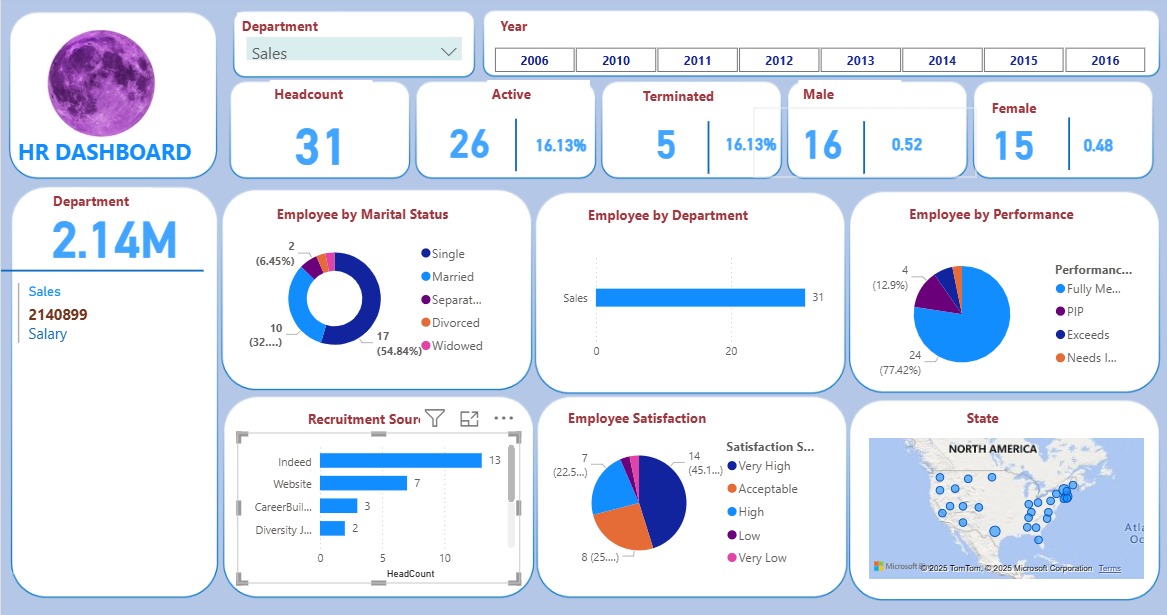 HR DASHBOARD
Department
Sales
Year
2006 2010 2011 2012 2013 2014 2015 2016
Headcount
31
Active
26 16.13%
Terminated
5 16.13%
Male
16 0.52
Female
15 0.48
Department
2.14M
Sales
2140899
Salary
Employee by Marital Status
2
(6.45%)
10
(32....)
17
(54.84%)
Single
Married
Separat...
Divorced
Widowed
Employee by Department
Sales 31
0 20
Employee by Performance
4
(12.9%)
24
(77.42%)
Performanc...
Fully Me...
PIP
Exceeds
Needs I...
Recruitment Sour
Indeed 13
Website 7
CareerBuil... 3
Diversity J... 2
0 5 10
HeadCount
Employee Satisfaction
7
(22.5...)
14
(45.1...)
8 (25....)
Satisfaction S...
Very High
Acceptable
High
Low
Very Low
State
NORTH AMERICA
Atla
Oc
Microsoft
© 2025 TomTom, © 2025 Microsoft Corporation Terms